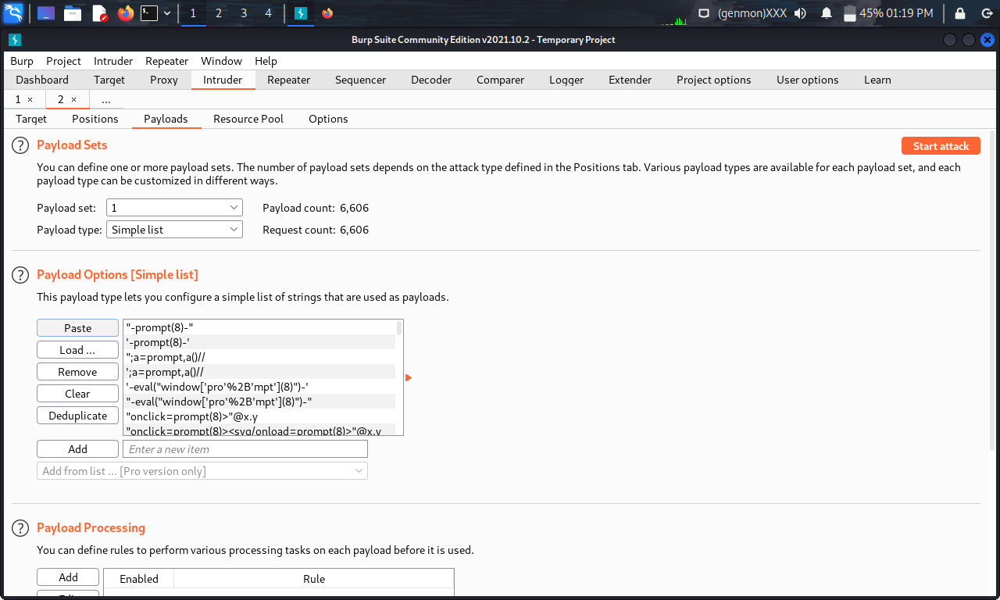 1 2 3 4 (genmon)XXX 45% 01:19 PM
Burp Suite Community Edition v2021.10.2 - Temporary Project
Burp Project Intruder Repeater Window Help
Dashboard Target Proxy Intruder Repeater Sequencer Decoder Comparer Logger Extender Project options User options Learn
1 × 2 × ...
Target Positions Payloads Resource Pool Options
? Payload Sets Start attack
You can define one or more payload sets. The number of payload sets depends on the attack type defined in the Positions tab. Various payload types are available for each payload set, and each
payload type can be customized in different ways.
Payload set: 1 Payload count: 6,606
Payload type: Simple list Request count: 6,606
? Payload Options [Simple list]
This payload type lets you configure a simple list of strings that are used as payloads.
Paste
Load ...
Remove
Clear
Deduplicate
"-prompt(8)-"
'-prompt(8)-'
";a=prompt,a()//
';a=prompt,a()//
'-eval("window['pro'%2B'mpt'](8)")-'
"-eval("window['pro'%2B'mpt'](8)")-"
"onclick=prompt(8)>"@x.y
"onclick=prompt(8)><svg/onload=prompt(8)>"@x.y
Add Enter a new item
Add from list ... [Pro version only]
? Payload Processing
You can define rules to perform various processing tasks on each payload before it is used.
Add Enabled Rule